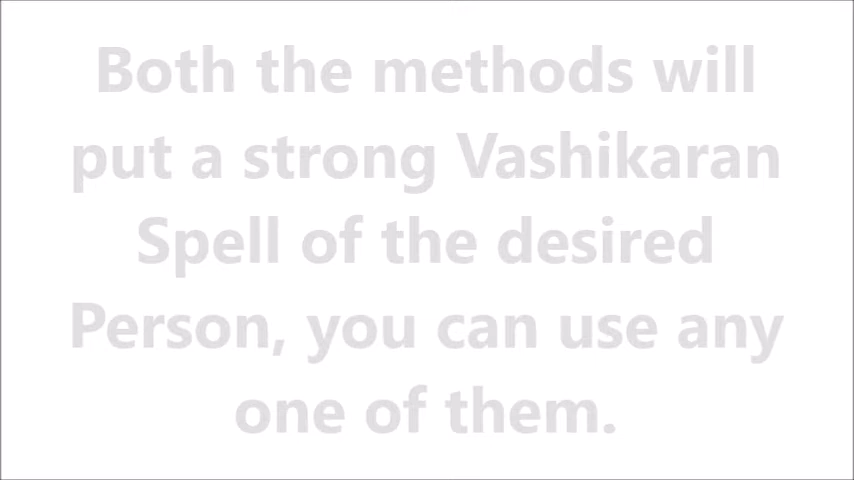 Both the methods will
put a strong Vashikaran
Spell of the desired
Person, you can use any
one of them.